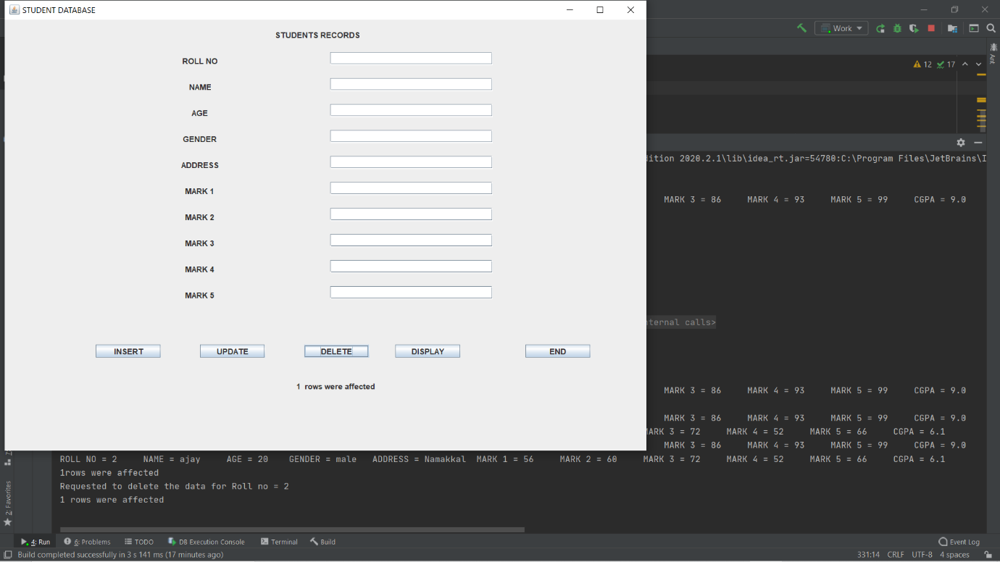 STUDENT DATABASE
STUDENTS RECORDS
ROLL NO
NAME
AGE
GENDER
ADDRESS
MARK 1
MARK 2
MARK 3
MARK 4
MARK 5
INSERT UPDATE DELETE DISPLAY END
1 rows were affected
Work
12 17
Ant
dition 2020.2.1\lib\idea_rt.jar=54780:C:\Program Files\JetBrains\I
MARK 3 = 86 MARK 4 = 93 MARK 5 = 99 CGPA = 9.0
ternal calls>
MARK 3 = 86 MARK 4 = 93 MARK 5 = 99 CGPA = 9.0
MARK 3 = 86 MARK 4 = 93 MARK 5 = 99 CGPA = 9.0
MARK 3 = 72 MARK 4 = 52 MARK 5 = 66 CGPA = 6.1
MARK 3 = 86 MARK 4 = 93 MARK 5 = 99 CGPA = 9.0
ROLL NO = 2 NAME = ajay AGE = 20 GENDER = male ADDRESS = Namakkal MARK 1 = 56 MARK 2 = 60 MARK 3 = 72 MARK 4 = 52 MARK 5 = 66 CGPA = 6.1
1rows were affected
Requested to delete the data for Roll no = 2
1 rows were affected
2: Favorites
4: Run 6: Problems TODO DB Execution Console Terminal Build Event Log
Build completed successfully in 3 s 141 ms (17 minutes ago) 331:14 CRLF UTF-8 4 spaces